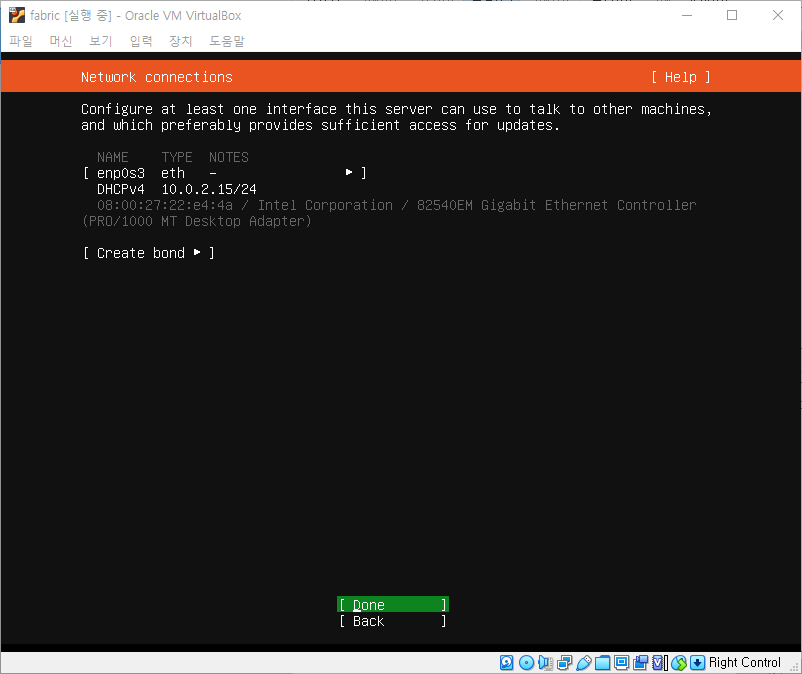 fabric [실행 중] - Oracle VM VirtualBox
파일 머신 보기 입력 장치 도움말
Network connections [ Help ]
Configure at least one interface this server can use to talk to other machines,
and which preferably provides sufficient access for updates.
NAME TYPE NOTES
[ enp0s3 eth - ▸ ]
DHCPv4 10.0.2.15/24
08:00:27:22:e4:4a / Intel Corporation / 82540EM Gigabit Ethernet Controller
(PRO/1000 MT Desktop Adapter)
[ Create bond ▸ ]
[ Done ]
[ Back ]
Right Control